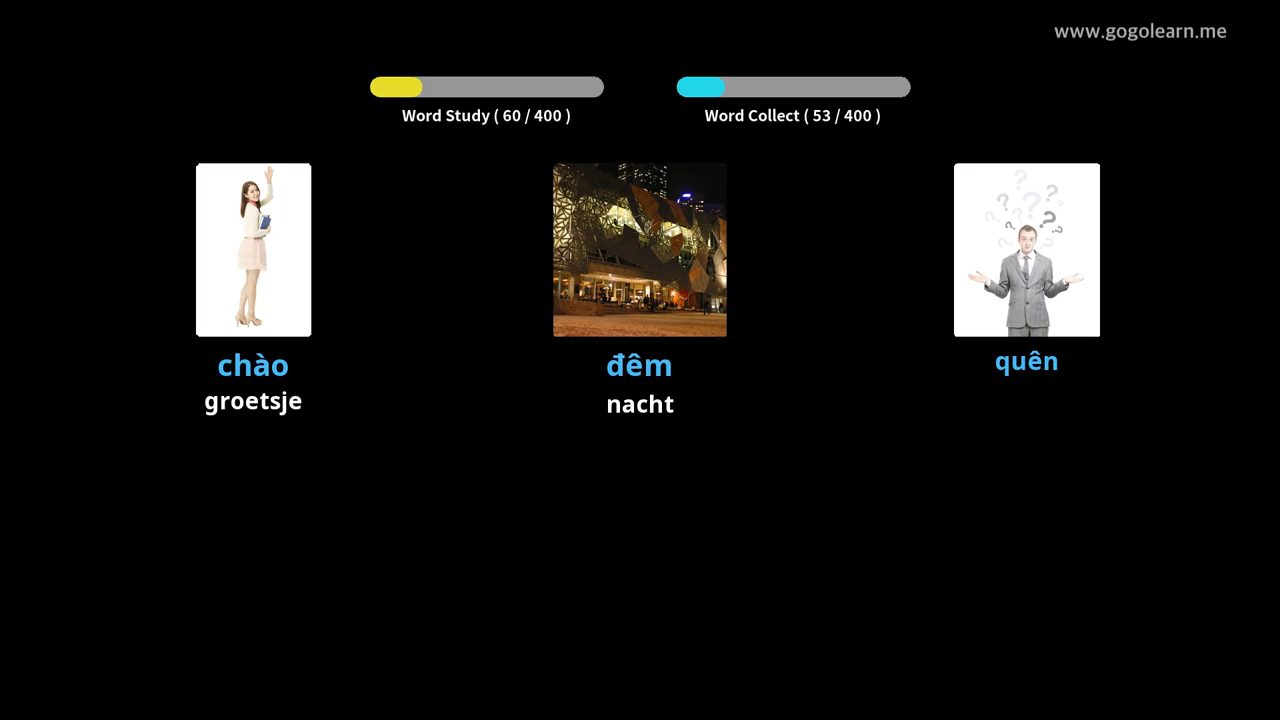 www.gogolearn.me
Word Study ( 60 / 400 )
Word Collect ( 53 / 400 )
chào
groetsje
đêm
nacht
quên